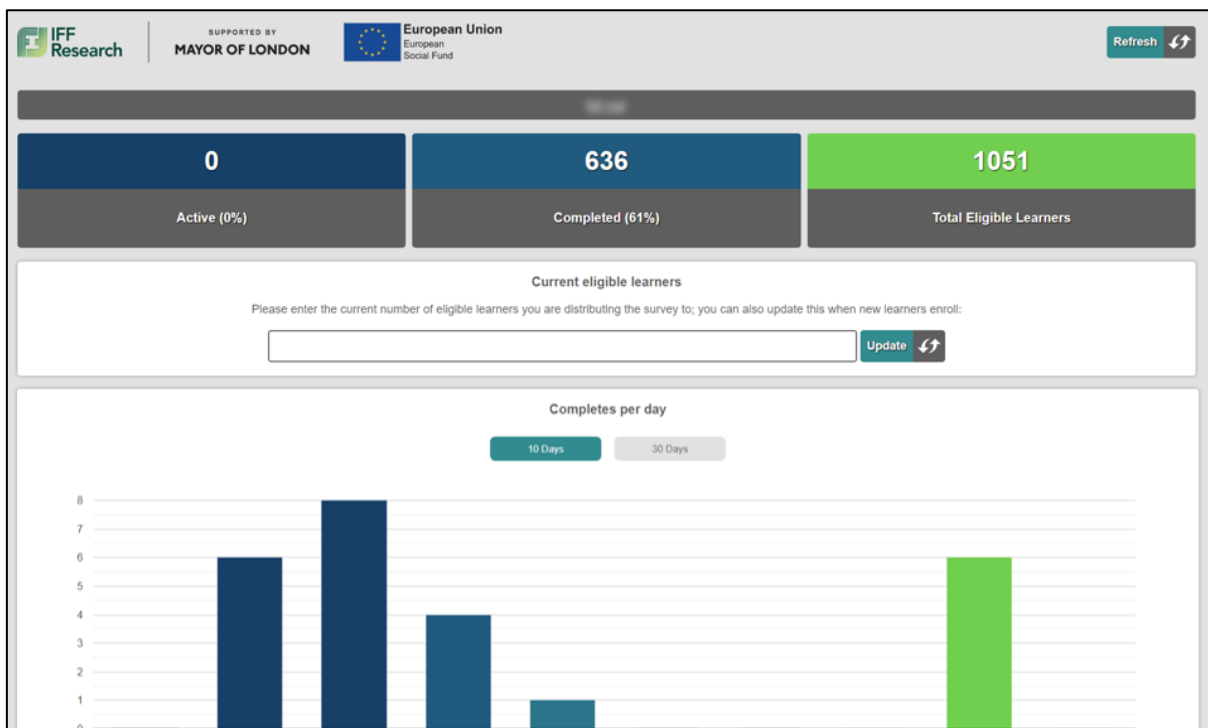 IFF
Research
SUPPORTED BY
MAYOR OF LONDON
European Union
European
Social Fund
Refresh
0
636
1051
Active (0%)
Completed (61%)
Total Eligible Learners
Current eligible learners
Please enter the current number of eligible learners you are distributing the survey to; you can also update this when new learners enroll:
Update
Completes per day
10 Days
30 Days
8
7
6
5
4
3
2
1
0